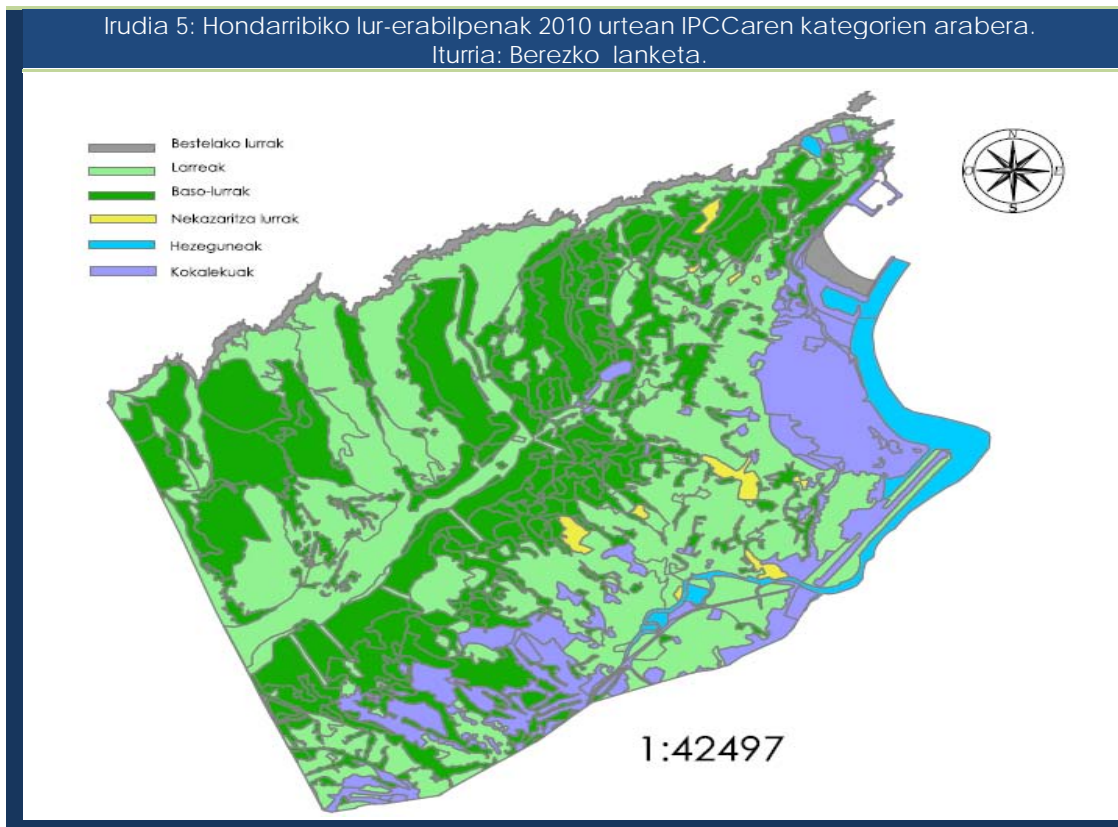 Irudia 5: Hondarribiko lur-erabilpenak 2010 urtean IPCCaren kategorien arabera.
Iturria: Berezko lanketa.
Bestelako lurrak
Larreak
Baso-lurrak
Nekazaritza lurrak
Hezeguneak
Kokalekuak
N
O
E
S
1:42497